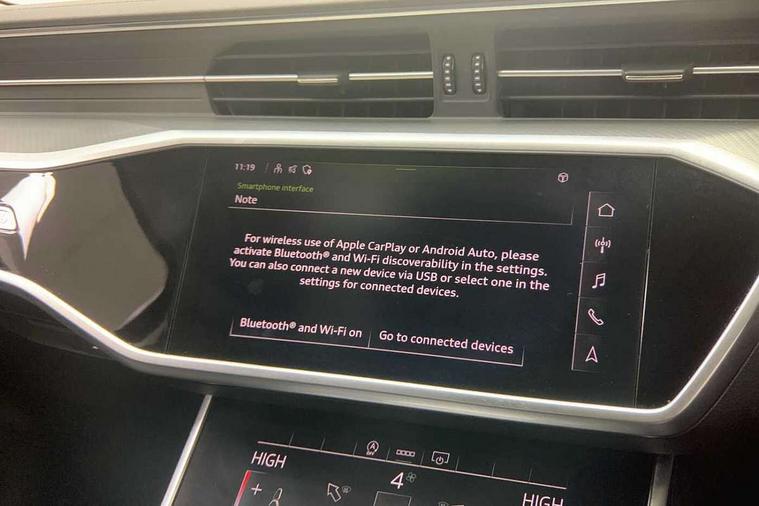 11:19
Smartphone interface
Note
For wireless use of Apple CarPlay or Android Auto, please
activate Bluetooth® and Wi-Fi discoverability in the settings.
You can also connect a new device via USB or select one in the
settings for connected devices.
Bluetooth® and Wi-Fi on
Go to connected devices
HIGH
4
HIGH
+